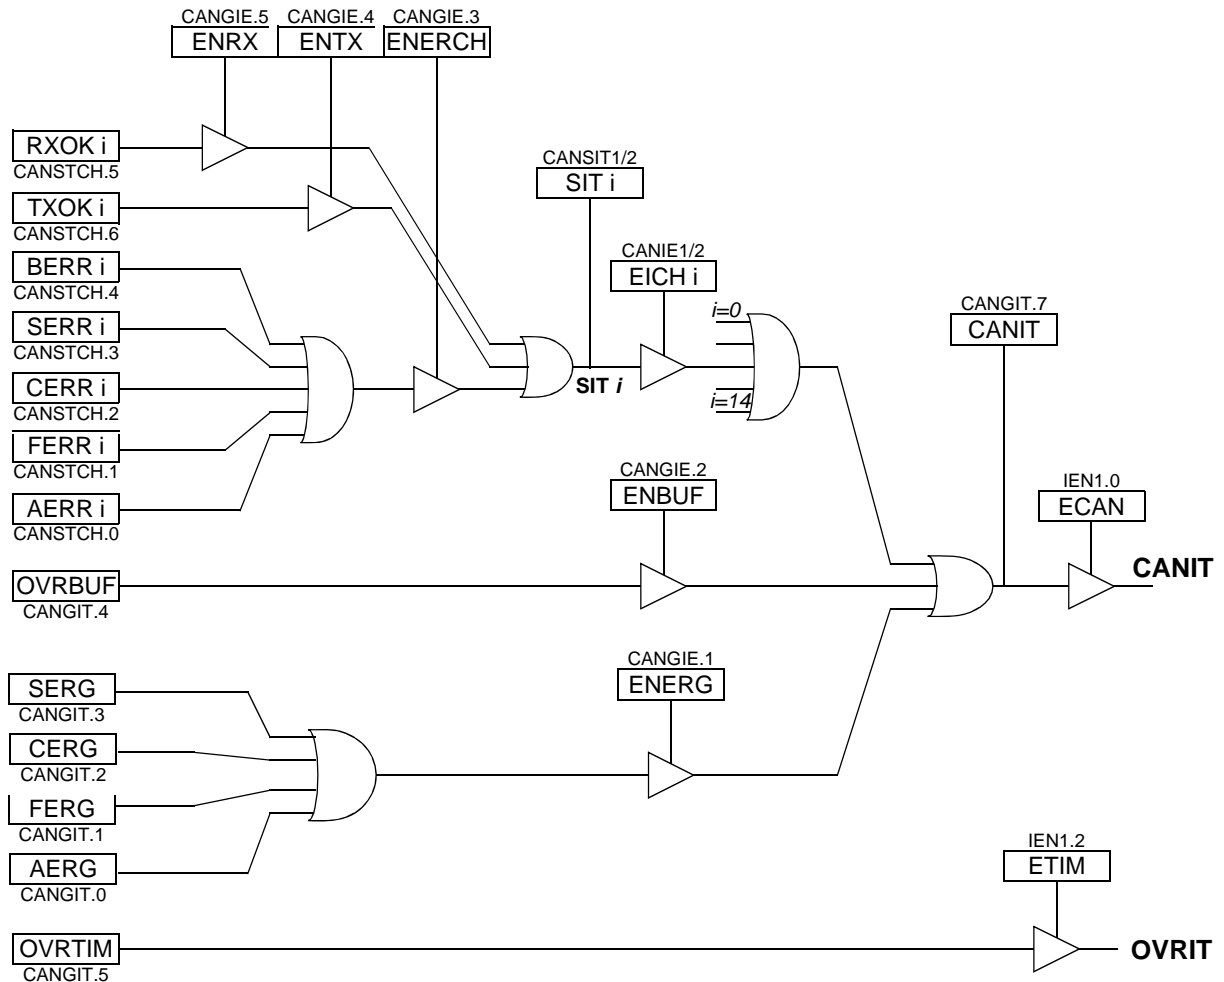 CANGIE.5 CANGIE.4 CANGIE.3
ENRX ENTX ENERCH
RXOK i
CANSTCH.5
TXOK i
CANSTCH.6
BERR i
CANSTCH.4
SERR i
CANSTCH.3
CERR i
CANSTCH.2
FERR i
CANSTCH.1
AERR i
CANSTCH.0
CANSIT1/2
SIT i
SIT i
CANIE1/2
EICH i
i=0
i=14
CANGIT.7
CANIT
CANGIE.2
ENBUF
IEN1.0
ECAN
CANIT
OVRBUF
CANGIT.4
CANGIE.1
ENERG
SERG
CANGIT.3
CERG
CANGIT.2
FERG
CANGIT.1
AERG
CANGIT.0
IEN1.2
ETIM
OVRTIM
CANGIT.5
OVRIT